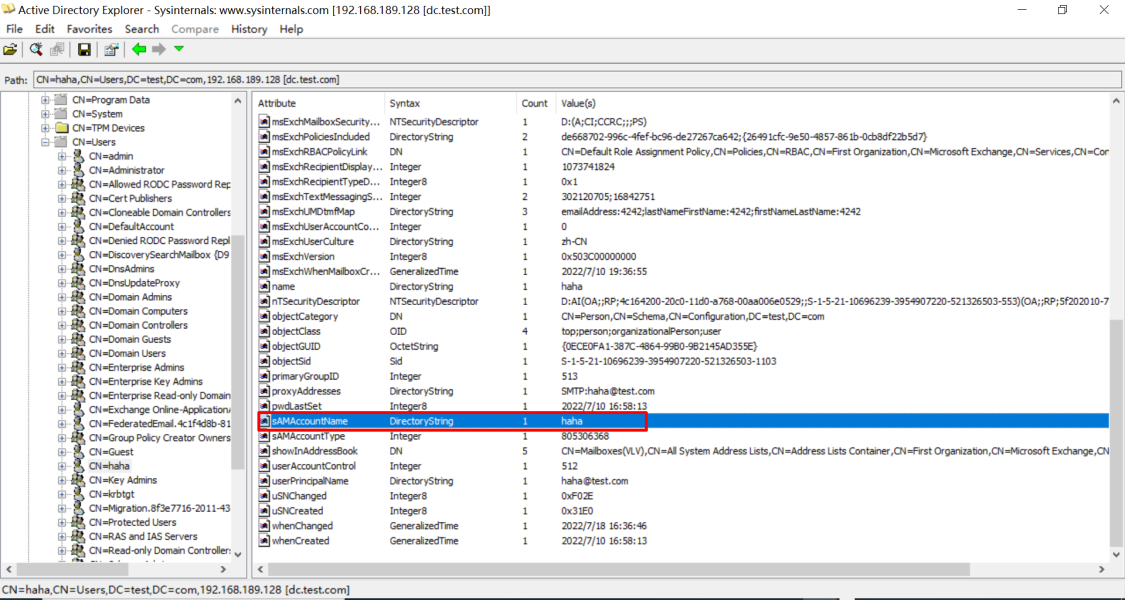 Active Directory Explorer - Sysinternals: www.sysinternals.com [192.168.189.128 [dc.test.com]]
File Edit Favorites Search Compare History Help
Path: CN=haha,CN=Users,DC=test,DC=com,192.168.189.128 [dc.test.com]
CN=Program Data
CN=System
CN=TPM Devices
CN=Users
CN=admin
CN=Administrator
CN=Allowed RODC Password Rep
CN=Cert Publishers
CN=Cloneable Domain Controllers
CN=DefaultAccount
CN=Denied RODC Password Repl
CN=DiscoverySearchMailbox {D9
CN=DnsAdmins
CN=DnsUpdateProxy
CN=Domain Admins
CN=Domain Computers
CN=Domain Controllers
CN=Domain Guests
CN=Domain Users
CN=Enterprise Admins
CN=Enterprise Key Admins
CN=Enterprise Read-only Domain
CN=Exchange Online-Application
CN=FederatedEmail.4c1f4d8b-81
CN=Group Policy Creator Owners
CN=Guest
CN=haha
CN=Key Admins
CN=krbtgt
CN=Migration.8f3e7716-2011-43
CN=Protected Users
CN=RAS and IAS Servers
CN=Read-only Domain Controller:
Attribute Syntax Count Value(s)
msExchMailboxSecurity... NTSecurityDescriptor 1 D:(A;CI;CCRC;;;PS)
msExchPoliciesIncluded DirectoryString 2 de668702-996c-4fef-bc96-de27267ca642;{26491cfc-9e50-4857-861b-0cb8df22b5d7}
msExchRBACPolicyLink DN 1 CN=Default Role Assignment Policy,CN=Policies,CN=RBAC,CN=First Organization,CN=Microsoft Exchange,CN=Services,CN=Cor
msExchRecipientDisplay... Integer 1 1073741824
msExchRecipientTypeD... Integer8 1 0x1
msExchTextMessagingS... Integer 2 302120705;16842751
msExchUMDtmfMap DirectoryString 3 emailAddress:4242;lastNameFirstName:4242;firstNameLastName:4242
msExchUserAccountCo... Integer 1 0
msExchUserCulture DirectoryString 1 zh-CN
msExchVersion Integer8 1 0x503C00000000
msExchWhenMailboxCr... GeneralizedTime 1 2022/7/10 19:36:55
name DirectoryString 1 haha
nTSecurityDescriptor NTSecurityDescriptor 1 D:AI(OA;;RP;4c164200-20c0-11d0-a768-00aa006e0529;;S-1-5-21-10696239-3954907220-521326503-553)(OA;;RP;5f202010-7
objectCategory DN 1 CN=Person,CN=Schema,CN=Configuration,DC=test,DC=com
objectClass OID 4 top;person;organizationalPerson;user
objectGUID OctetString 1 {0ECE0FA1-387C-4864-99B0-9B2145AD355E}
objectSid Sid 1 S-1-5-21-10696239-3954907220-521326503-1103
primaryGroupID Integer 1 513
proxyAddresses DirectoryString 1 SMTP:haha@test.com
pwdLastSet Integer8 1 2022/7/10 16:58:13
sAMAccountName DirectoryString 1 haha
sAMAccountType Integer 1 805306368
showInAddressBook DN 5 CN=Mailboxes(VLV),CN=All System Address Lists,CN=Address Lists Container,CN=First Organization,CN=Microsoft Exchange,CN
userAccountControl Integer 1 512
userPrincipalName DirectoryString 1 haha@test.com
uSNChanged Integer8 1 0xF02E
uSNCreated Integer8 1 0x31E0
whenChanged GeneralizedTime 1 2022/7/18 16:36:46
whenCreated GeneralizedTime 1 2022/7/10 16:58:13
CN=haha,CN=Users,DC=test,DC=com,192.168.189.128 [dc.test.com]